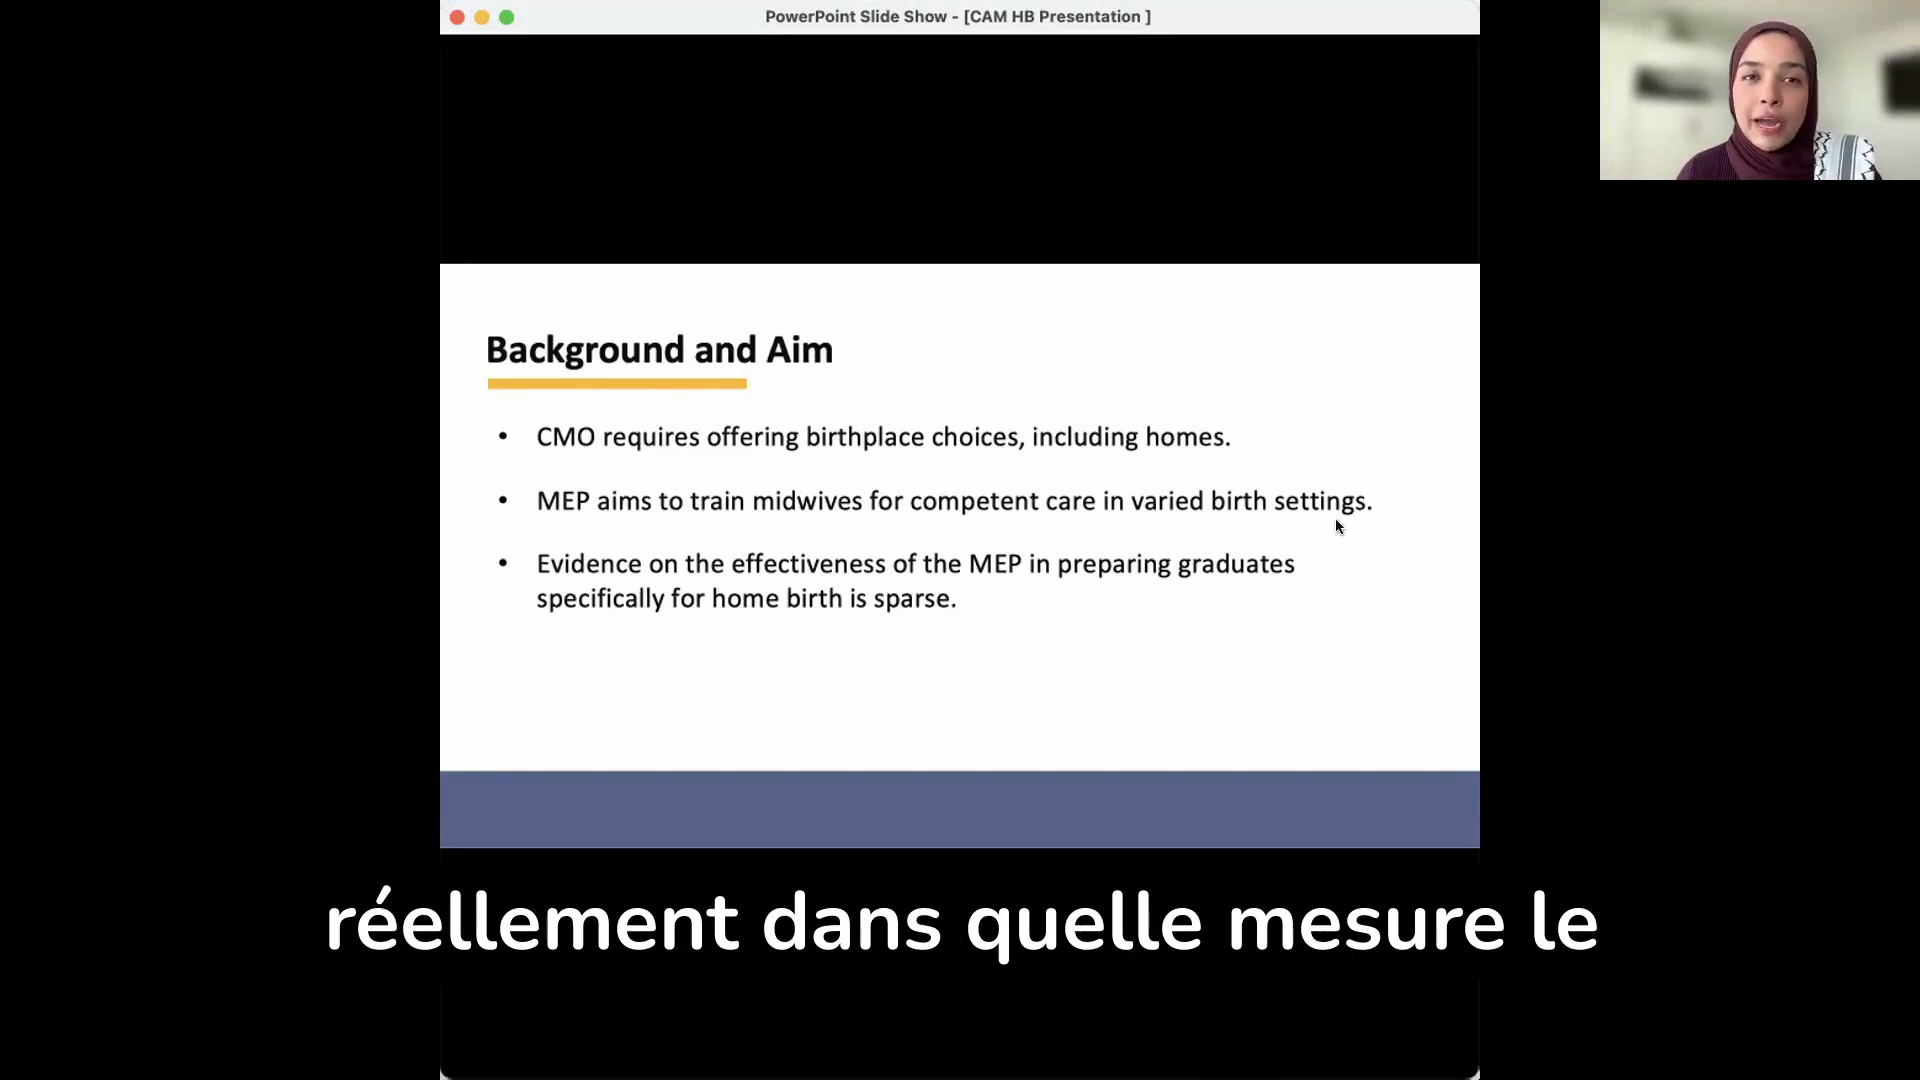 PowerPoint Slide Show - [CAM HB Presentation ]
Background and Aim
• CMO requires offering birthplace choices, including homes.
• MEP aims to train midwives for competent care in varied birth settings.
• Evidence on the effectiveness of the MEP in preparing graduates
specifically for home birth is sparse.
réellement dans quelle mesure le